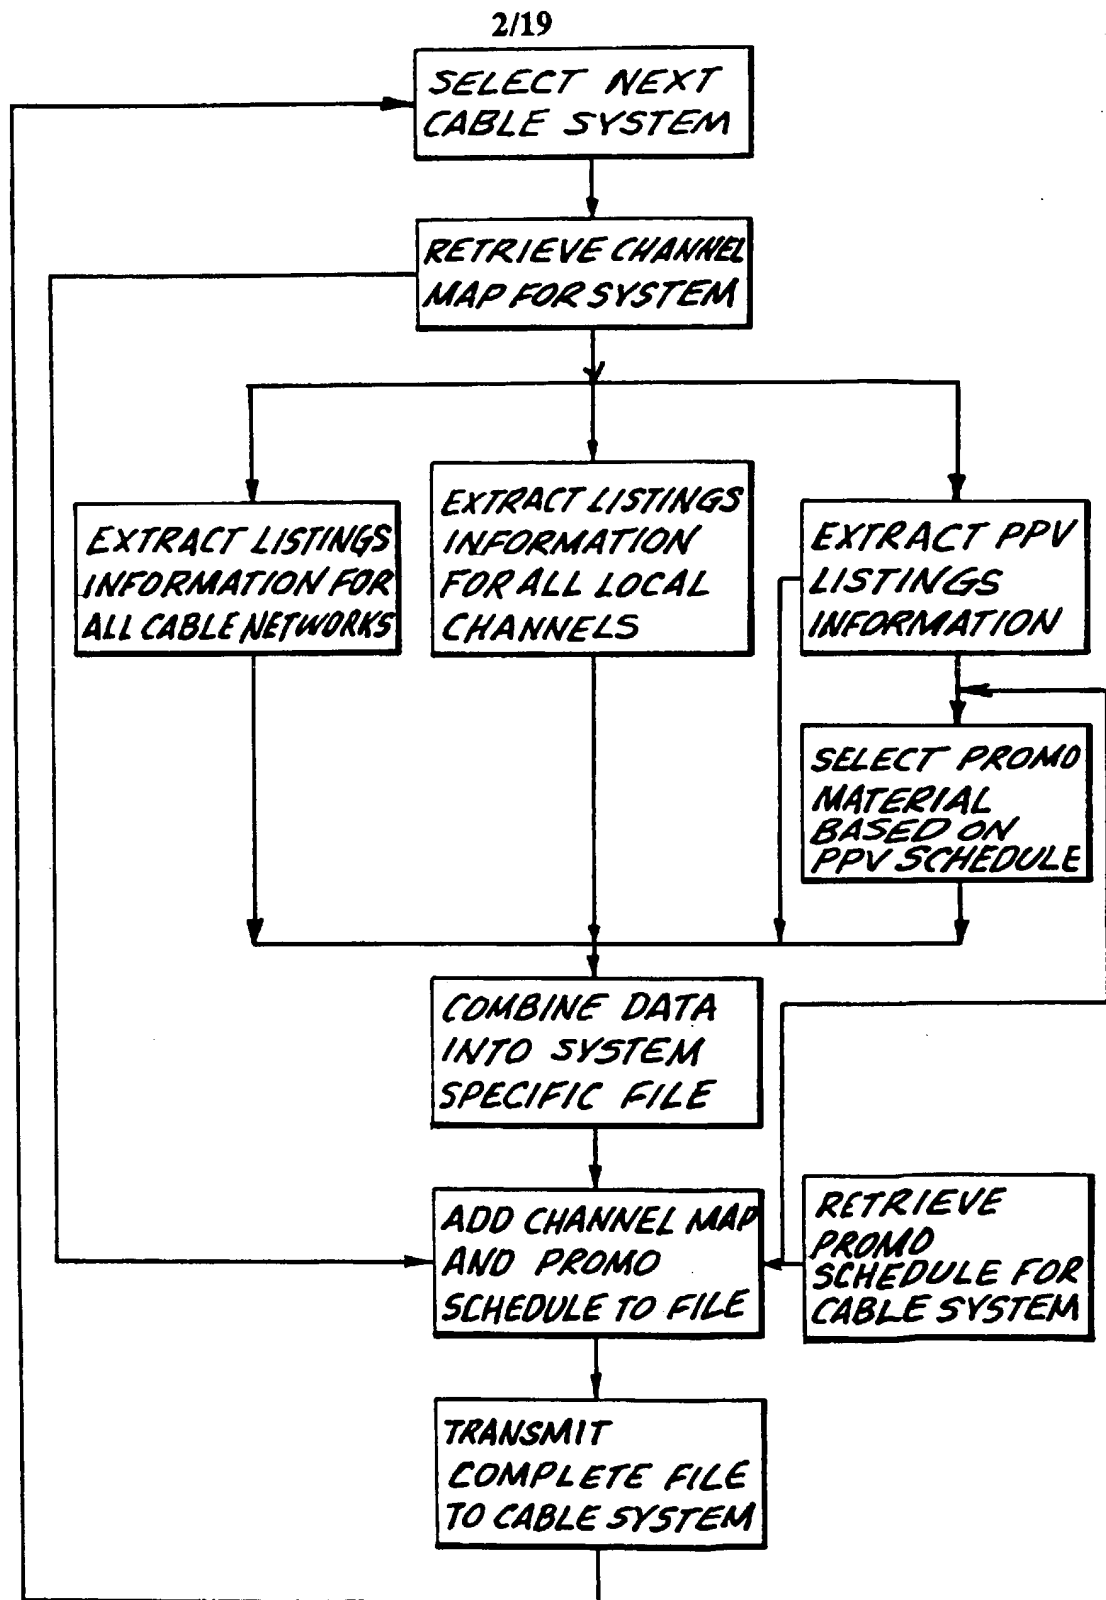 2/19
SELECT NEXT
CABLE SYSTEM
RETRIEVE CHANNEL
MAP FOR SYSTEM
EXTRACT LISTINGS
INFORMATION FOR
ALL CABLE NETWORKS
EXTRACT LISTINGS
INFORMATION
FOR ALL LOCAL
CHANNELS
EXTRACT PPV
LISTINGS
INFORMATION
SELECT PROMO
MATERIAL
BASED ON
PPV SCHEDULE
COMBINE DATA
INTO SYSTEM
SPECIFIC FILE
ADD CHANNEL MAP
AND PROMO
SCHEDULE TO FILE
RETRIEVE
PROMO
SCHEDULE FOR
CABLE SYSTEM
TRANSMIT
COMPLETE FILE
TO CABLE SYSTEM